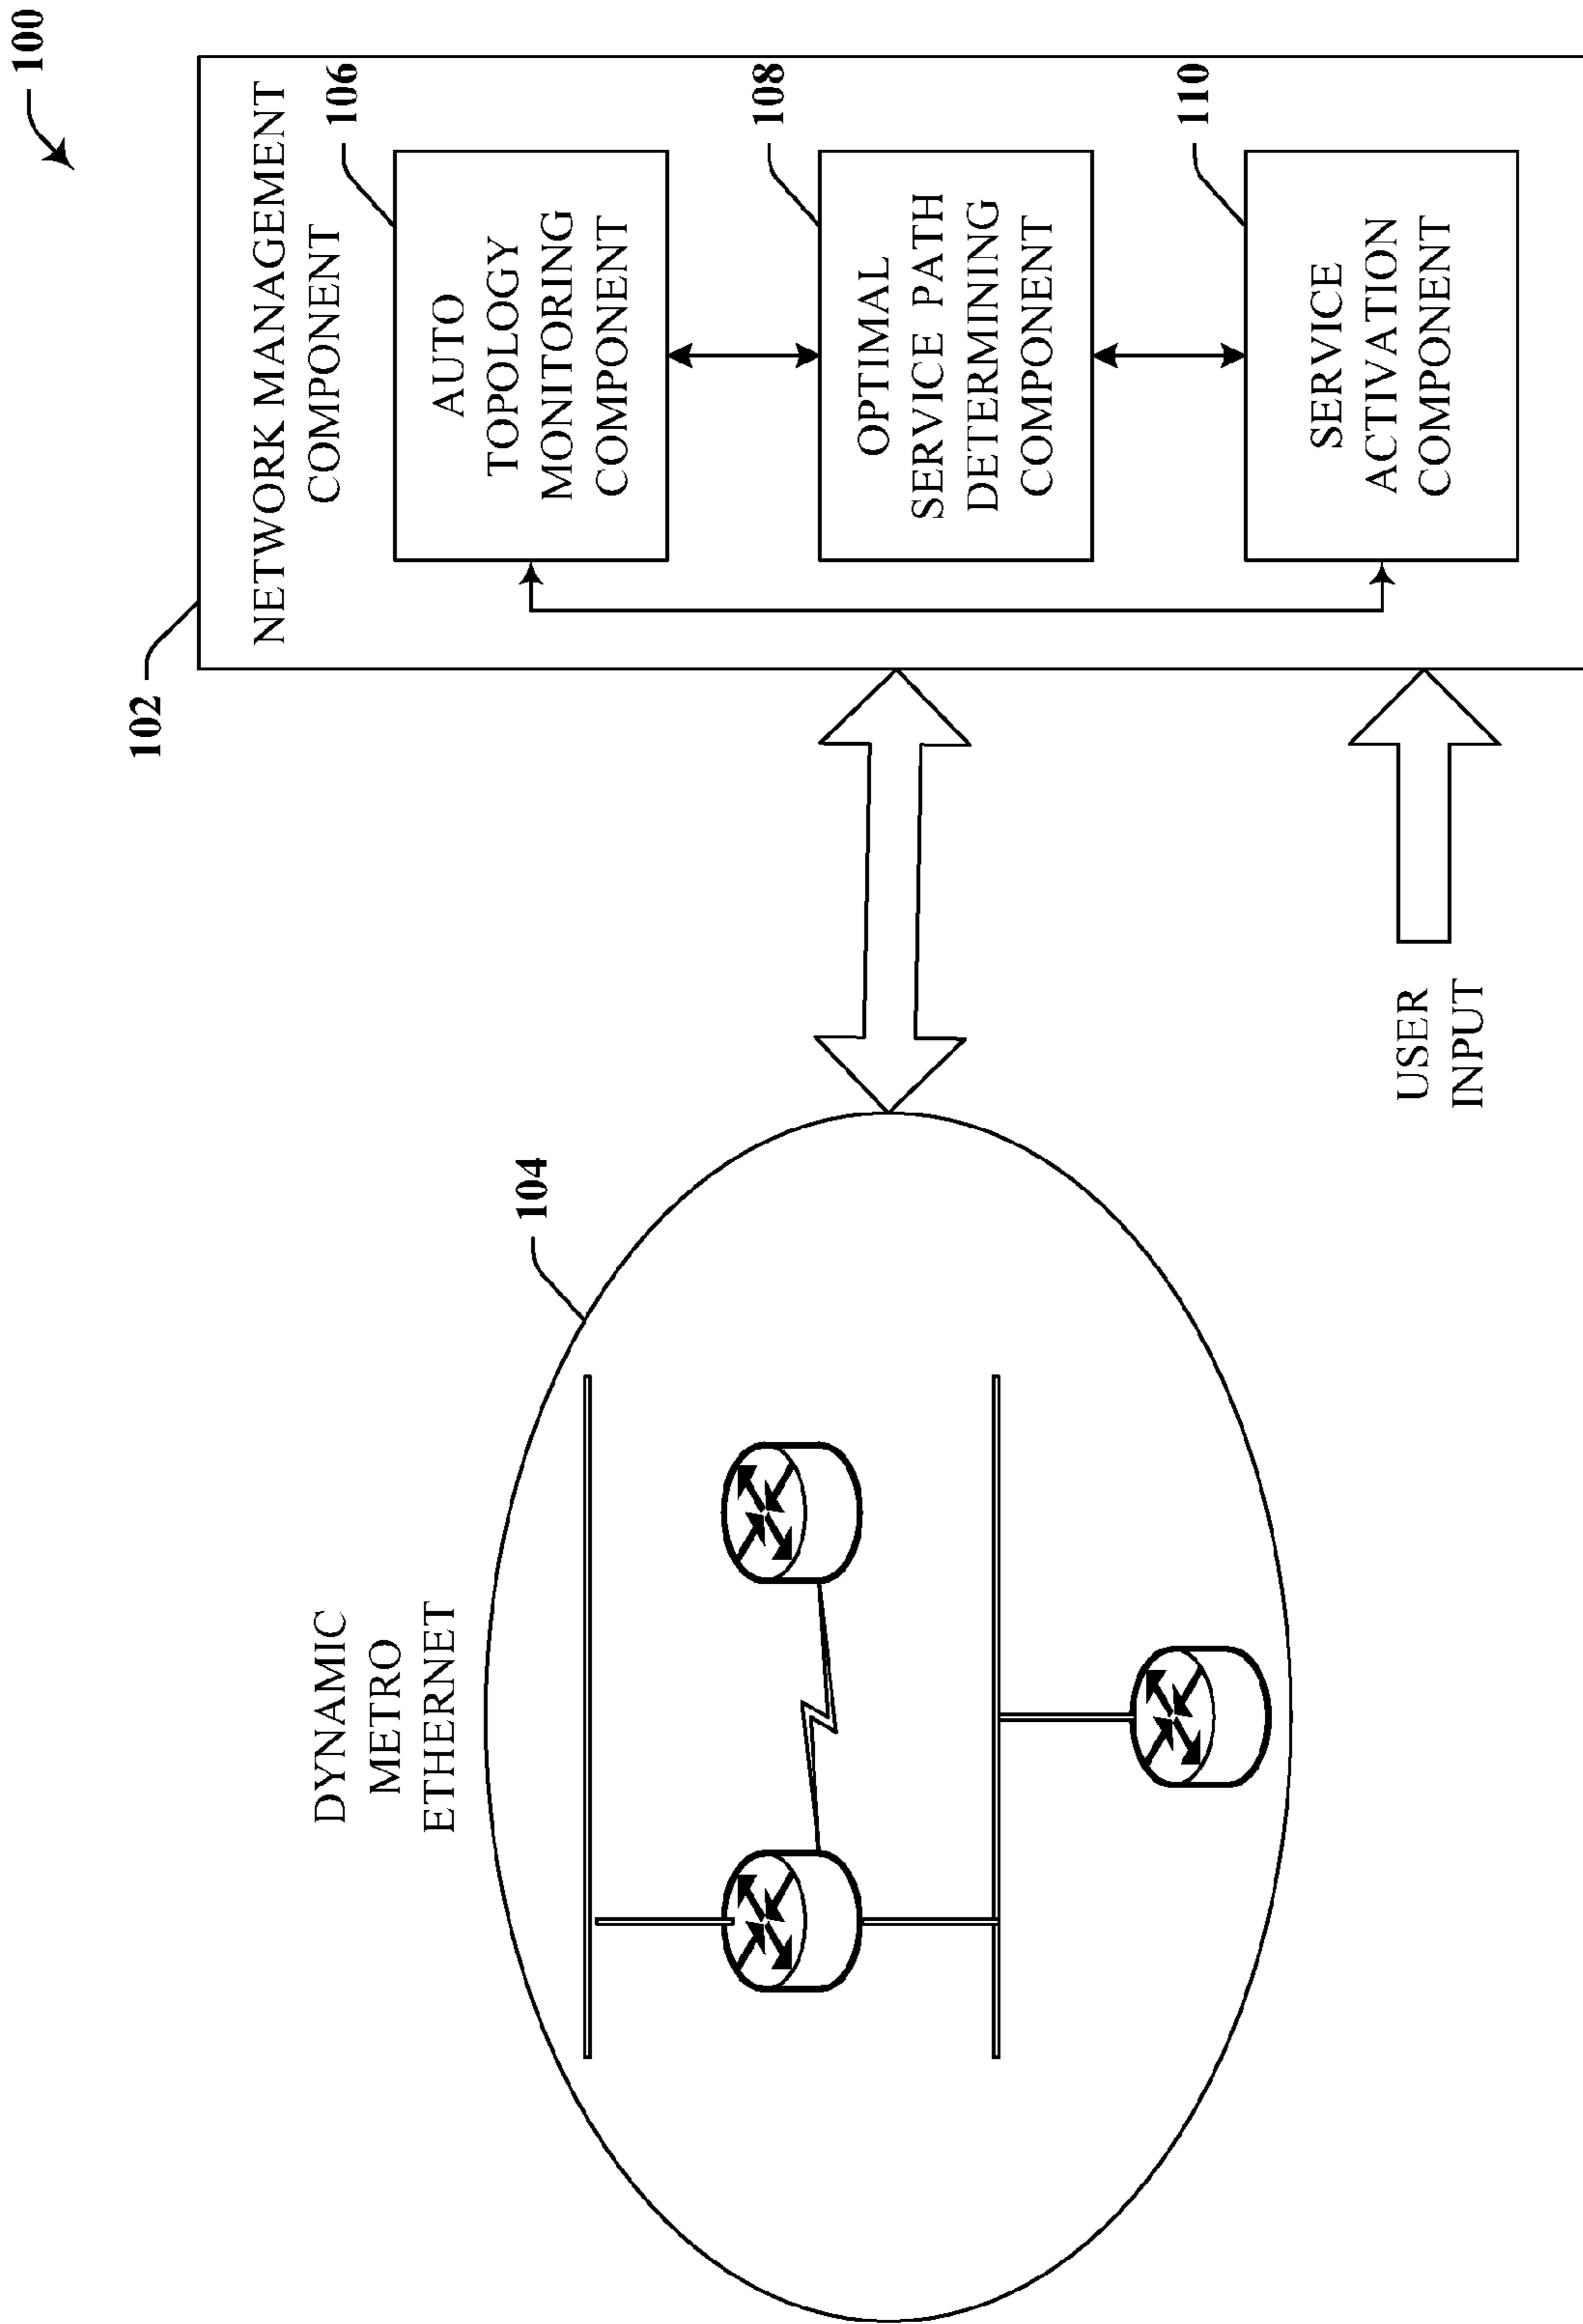 100
102
NETWORK MANAGEMENT
COMPONENT
106
AUTO
TOPOLOGY
MONITORING
COMPONENT
108
OPTIMAL
SERVICE PATH
DETERMINING
COMPONENT
110
SERVICE
ACTIVATION
COMPONENT
DYNAMIC
METRO
ETHERNET
104
USER
INPUT